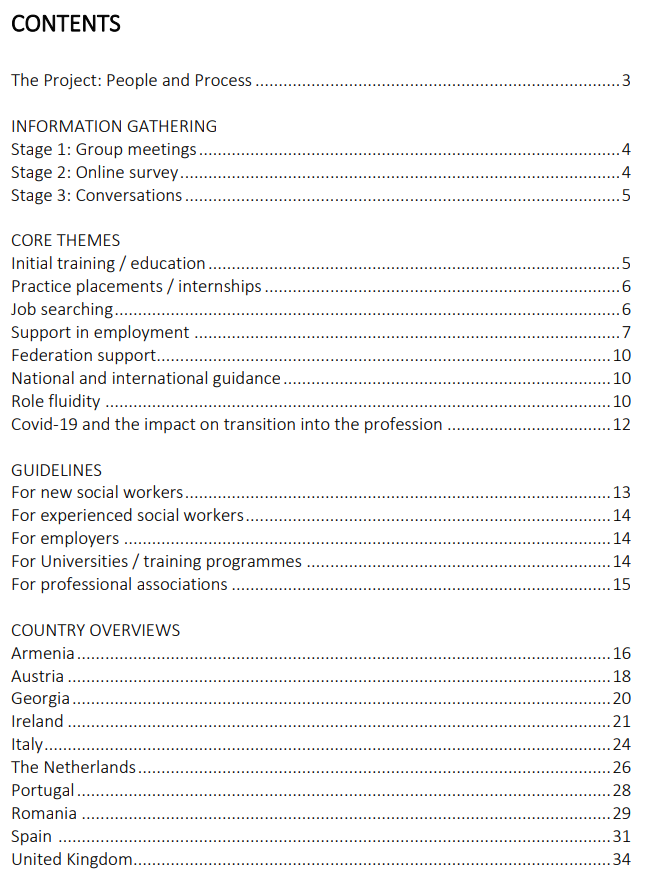 CONTENTS
The Project: People and Process ........ 3
INFORMATION GATHERING
Stage 1: Group meetings ........ 4
Stage 2: Online survey ........ 4
Stage 3: Conversations ........ 5
CORE THEMES
Initial training / education ........ 5
Practice placements / internships ........ 6
Job searching ........ 6
Support in employment ........ 7
Federation support ........ 10
National and international guidance ........ 10
Role fluidity ........ 10
Covid-19 and the impact on transition into the profession ........ 12
GUIDELINES
For new social workers ........ 13
For experienced social workers ........ 14
For employers ........ 14
For Universities / training programmes ........ 14
For professional associations ........ 15
COUNTRY OVERVIEWS
Armenia ........ 16
Austria ........ 18
Georgia ........ 20
Ireland ........ 21
Italy ........ 24
The Netherlands ........ 26
Portugal ........ 28
Romania ........ 29
Spain ........ 31
United Kingdom ........ 34